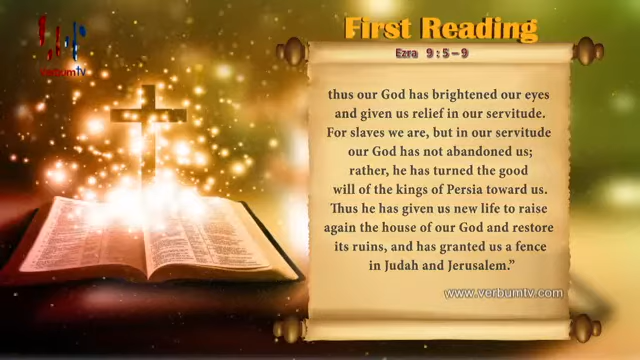 First Reading
Ezra 9 : 5 – 9
verbumtv
thus our God has brightened our eyes
and given us relief in our servitude.
For slaves we are, but in our servitude
our God has not abandoned us;
rather, he has turned the good
will of the kings of Persia toward us.
Thus he has given us new life to raise
again the house of our God and restore
its ruins, and has granted us a fence
in Judah and Jerusalem.”
www.verbumtv.com